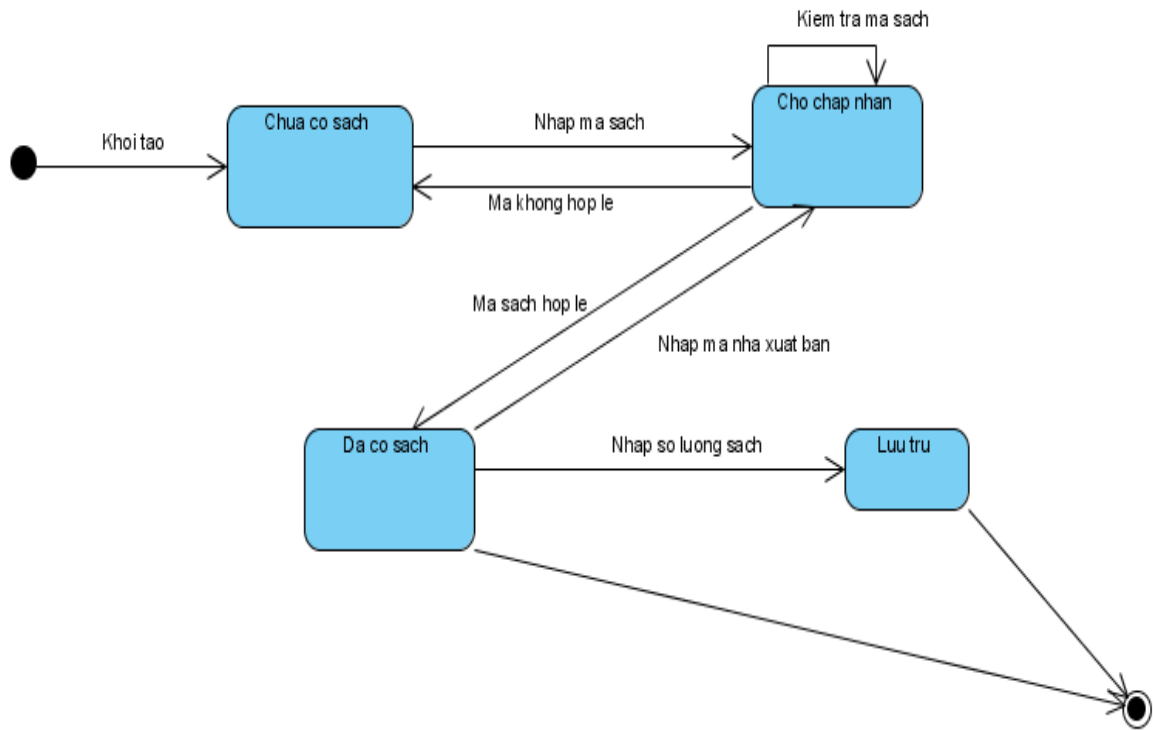 Kiem tra ma sach
Cho chap nhan
Chua co sach
Nhap ma sach
Khoi tao
Ma khong hop le
Ma sach hop le
Nhap ma nha xuat ban
Da co sach
Nhap so luong sach
Luu tru